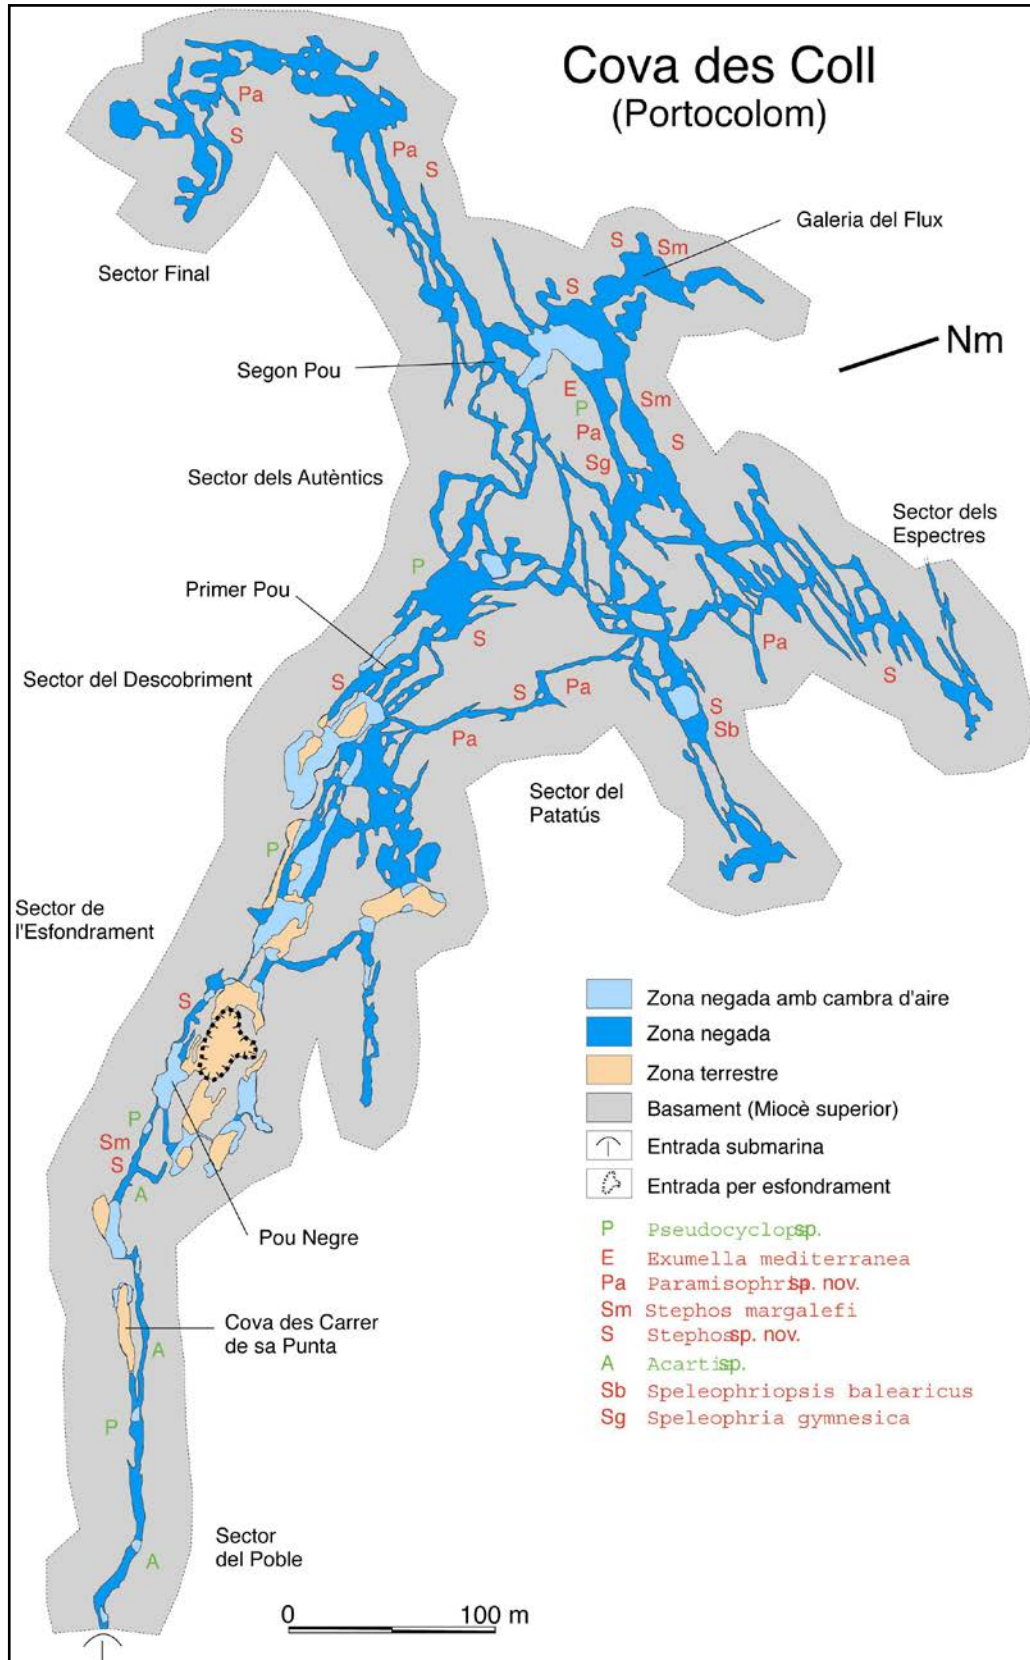 Cova des Coll
(Portocolom)
Pa
S
Pa
S
Galeria del Flux
S
Sm
Sector Final
S
Nm
Segon Pou
E
P
Sm
Pa
S
Sg
Sector dels Autèntics
Sector dels
Espectres
P
Primer Pou
S
Pa
S
Sector del Descobriment
S
S
Pa
S
Sb
Pa
Sector del
Patatús
P
Sector de
l'Esfondrament
S
Zona negada amb cambra d'aire
Zona negada
Zona terrestre
Basament (Miocè superior)
Entrada submarina
Entrada per esfondrament
P
Sm
S
A
Pou Negre
P Pseudocyclops sp.
E Exumella mediterranea
Pa Paramisophria sp. nov.
Sm Stephos margalefi
S Stephos sp. nov.
A Acartia sp.
Sb Speleophriopsis balearicus
Sg Speleophria gymnesica
Cova des Carrer
de sa Punta
A
P
Sector
del Poble
A
0 100 m